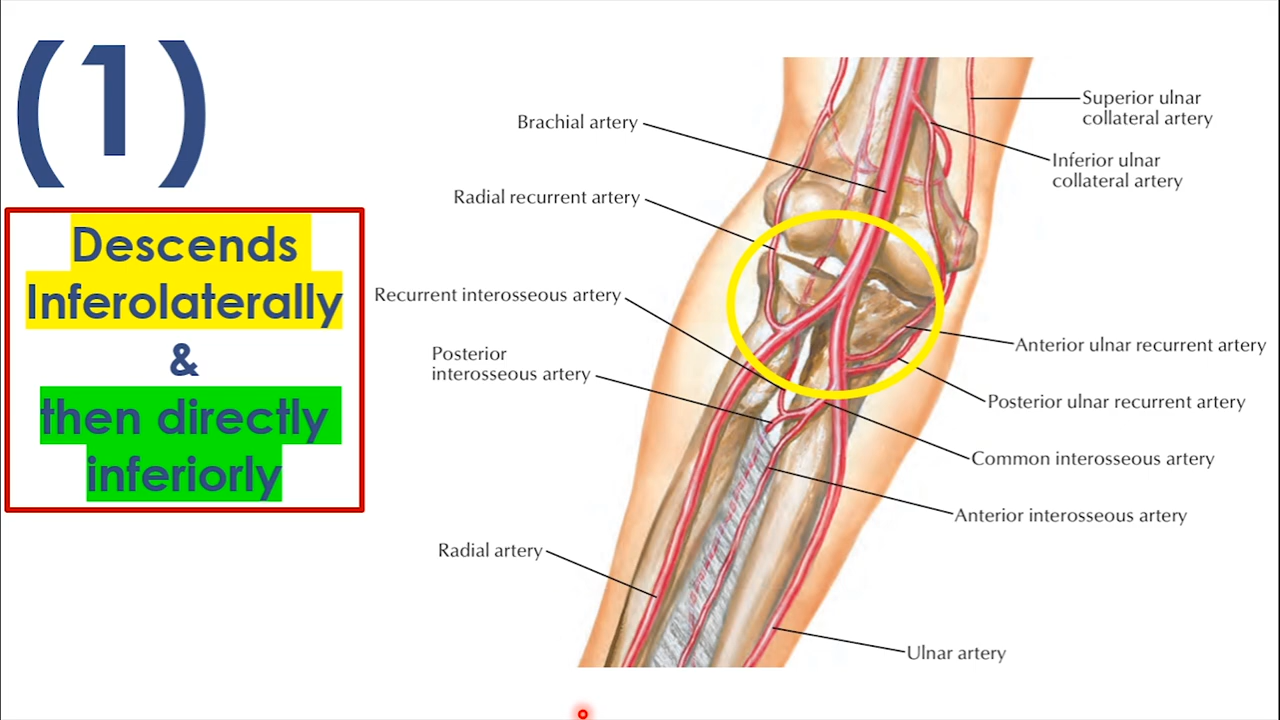 (1)
Descends
Inferolaterally
&
then directly
inferiorly
Brachial artery
Radial recurrent artery
Recurrent interosseous artery
Posterior
interosseous artery
Radial artery
Superior ulnar
collateral artery
Inferior ulnar
collateral artery
Anterior ulnar recurrent artery
Posterior ulnar recurrent artery
Common interosseous artery
Anterior interosseous artery
Ulnar artery